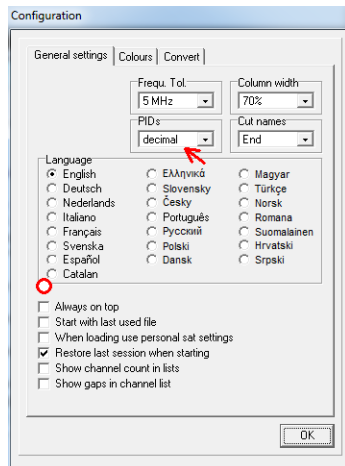 Configuration
General settings Colours Convert
Frequ. Tol. Column width
5 MHz 70%
PIDs Cut names
decimal End
Language
English Ελληνικά Magyar
Deutsch Slovensky Türkçe
Nederlands Česky Norsk
Italiano Português Romana
Français Русский Suomalainen
Svenska Polski Hrvatski
Español Dansk Srpski
Catalan
Always on top
Start with last used file
When loading use personal sat settings
Restore last session when starting
Show channel count in lists
Show gaps in channel list
OK